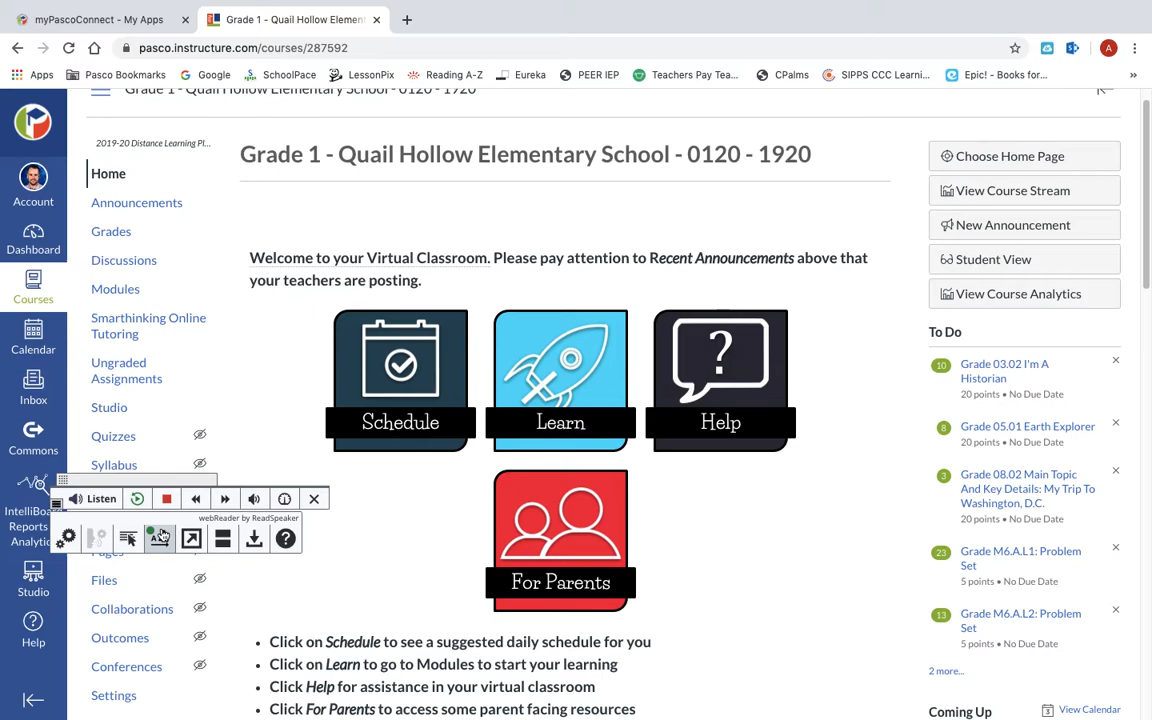 myPascoConnect - My Apps
Grade 1 - Quail Hollow Element
pasco.instructure.com/courses/287592
A
Apps
Pasco Bookmarks
Google
SchoolPace
LessonPix
Reading A-Z
Eureka
PEER IEP
Teachers Pay Tea...
CPalms
SIPPS CCC Learni...
Epic! - Books for...
»
Grade 1 - Quail Hollow Elementary School - 0120 - 1920
Account
Dashboard
Courses
Calendar
Inbox
Commons
IntelliBoard
Reports
Analytic
Studio
Help
2019-20 Distance Learning Pl...
Home
Announcements
Grades
Discussions
Modules
Smarthinking Online
Tutoring
Ungraded
Assignments
Studio
Quizzes
Syllabus
Listen
webReader by ReadSpeaker
Pages
Files
Collaborations
Outcomes
Conferences
Settings
Grade 1 - Quail Hollow Elementary School - 0120 - 1920
Welcome to your Virtual Classroom. Please pay attention to Recent Announcements above that
your teachers are posting.
Schedule
Learn
Help
For Parents
• Click on Schedule to see a suggested daily schedule for you
• Click on Learn to go to Modules to start your learning
• Click Help for assistance in your virtual classroom
• Click For Parents to access some parent facing resources
Choose Home Page
View Course Stream
New Announcement
Student View
View Course Analytics
To Do
10 Grade 03.02 I'm A
Historian
20 points • No Due Date
8 Grade 05.01 Earth Explorer
20 points • No Due Date
3 Grade 08.02 Main Topic
And Key Details: My Trip To
Washington, D.C.
20 points • No Due Date
23 Grade M6.A.L1: Problem
Set
5 points • No Due Date
13 Grade M6.A.L2: Problem
Set
5 points • No Due Date
2 more...
Coming Up
View Calendar